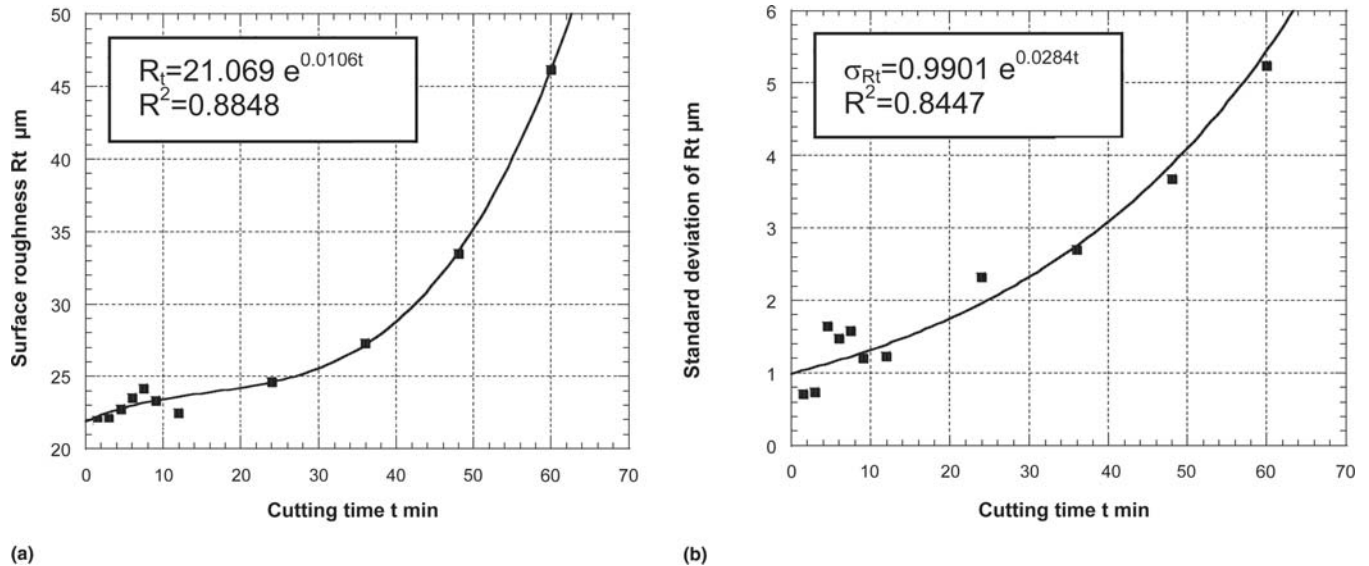 50
45
40
35
30
25
20
Surface roughness Rt µm
Rt=21.069 e0.0106t
R2=0.8848
0 10 20 30 40 50 60 70
Cutting time t min
(a)
6
5
4
3
2
1
0
Standard deviation of Rt µm
σRt=0.9901 e0.0284t
R2=0.8447
0 10 20 30 40 50 60 70
Cutting time t min
(b)